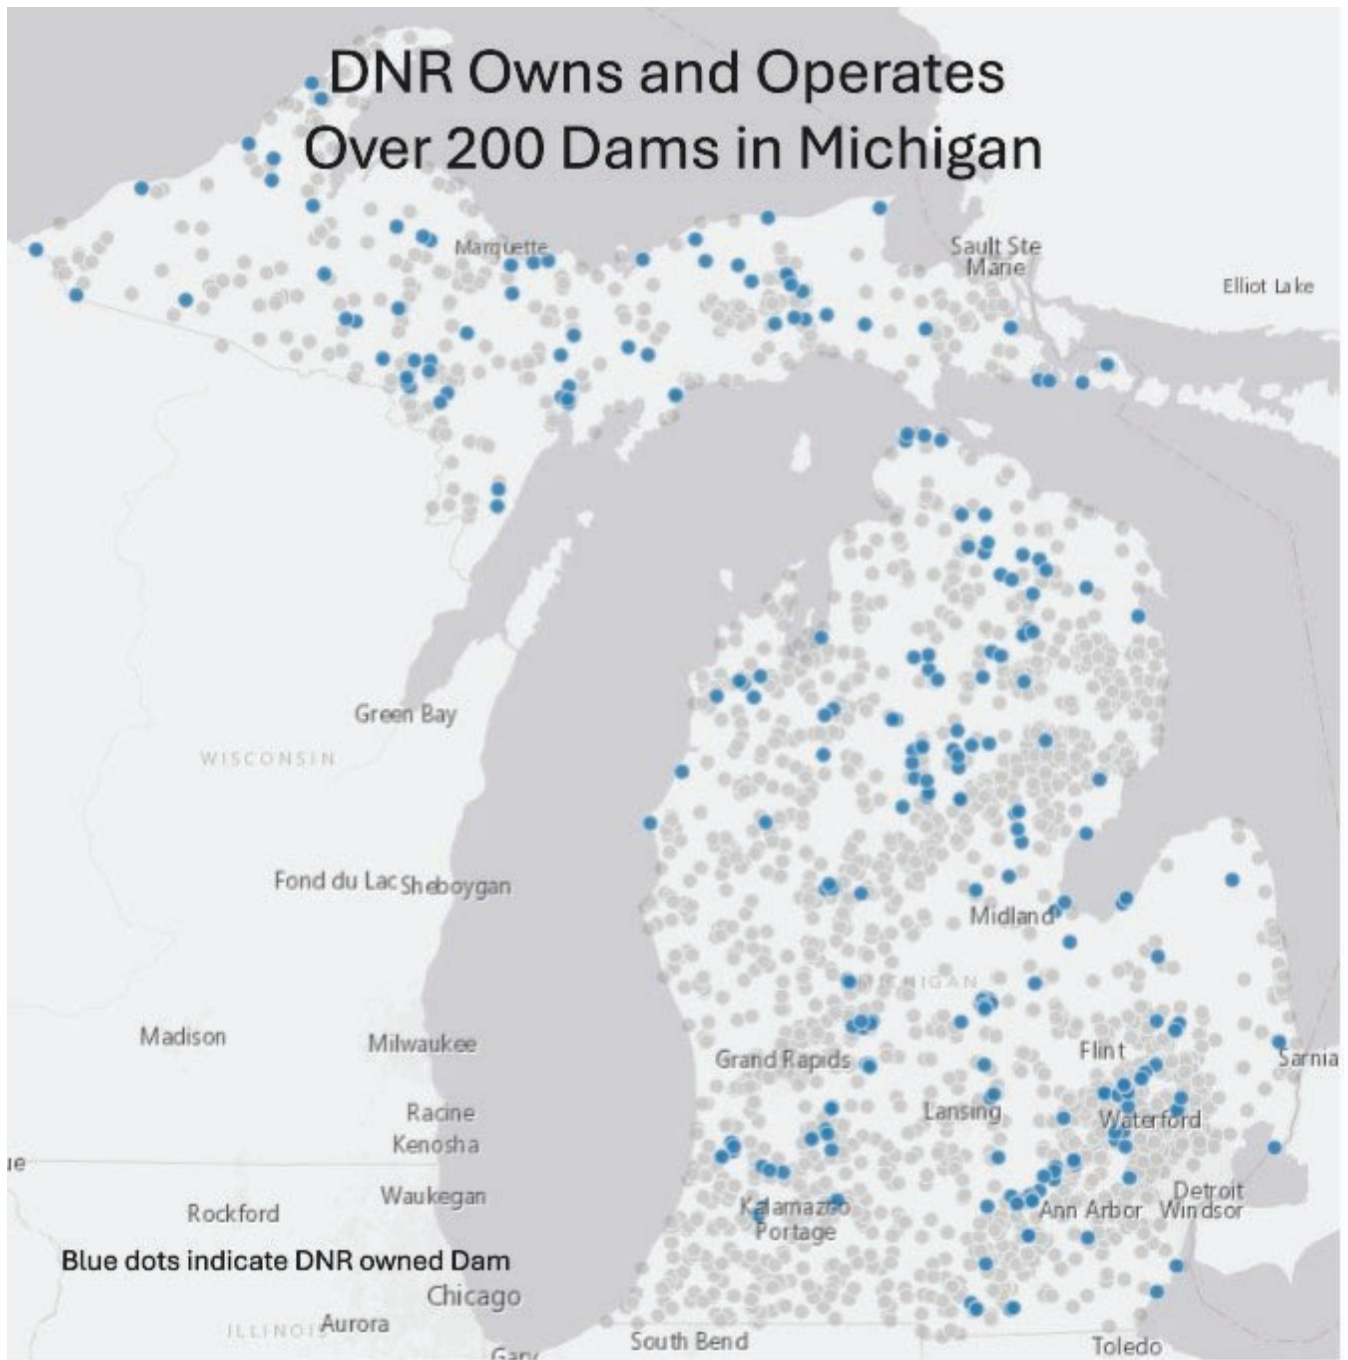 DNR Owns and Operates
Over 200 Dams in Michigan
Marquette
Sault Ste
Marie
Elliot Lake
Green Bay
WISCONSIN
Fond du Lac
Sheboygan
Midland
MICHIGAN
Madison
Milwaukee
Grand Rapids
Flint
Sarnia
Racine
Lansing
Waterford
Kenosha
Waukegan
Rockford
Kalamazoo
Portage
Ann Arbor
Detroit
Windsor
Blue dots indicate DNR owned Dam
Chicago
ILLINOIS
Aurora
South Bend
Toledo
Gary